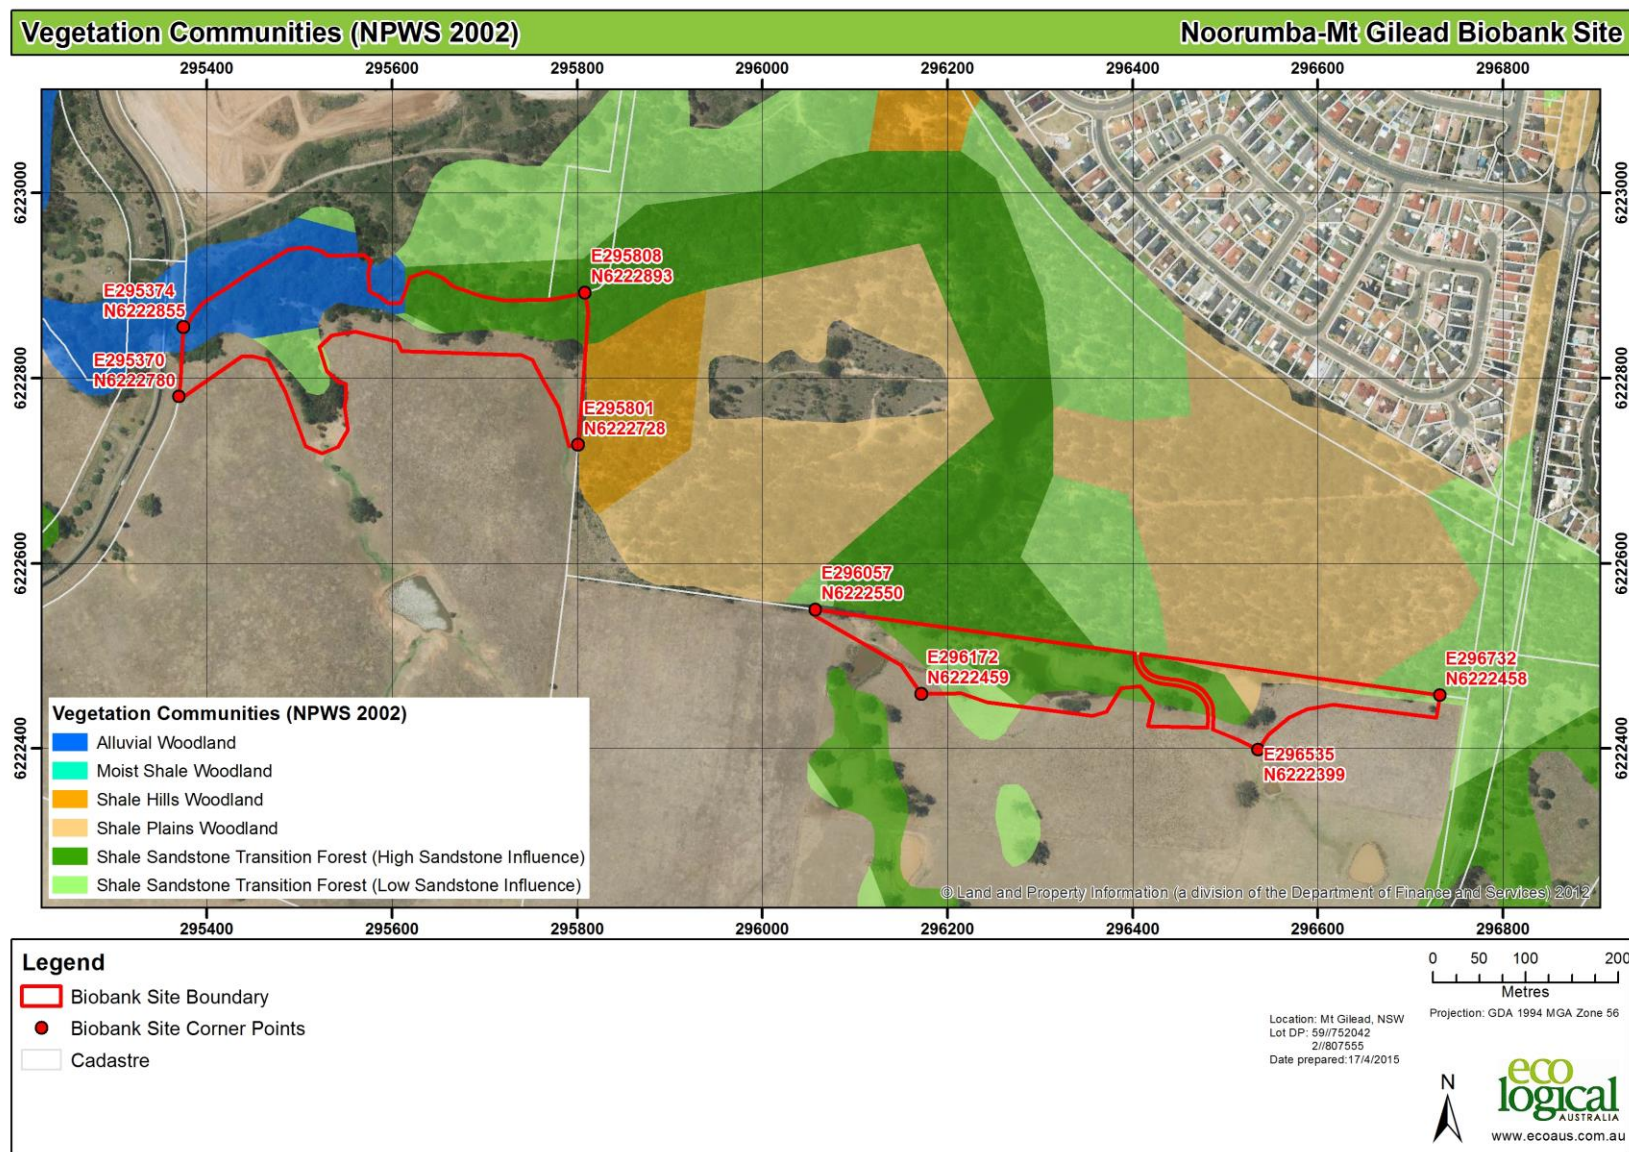 Vegetation Communities (NPWS 2002)
Noorumba-Mt Gilead Biobank Site
295400 295600 295800 296000 296200 296400 296600 296800
6223000
6223000
6222800
6222800
6222600
6222600
6222400
6222400
E295808
N6222893
E295374
N6222855
E295370
N6222780
E295801
N6222728
E296057
N6222550
E296172
N6222459
E296732
N6222458
E296535
N6222399
Vegetation Communities (NPWS 2002)
Alluvial Woodland
Moist Shale Woodland
Shale Hills Woodland
Shale Plains Woodland
Shale Sandstone Transition Forest (High Sandstone Influence)
Shale Sandstone Transition Forest (Low Sandstone Influence)
© Land and Property Information (a division of the Department of Finance and Services) 2012
295400 295600 295800 296000 296200 296400 296600 296800
Legend
Biobank Site Boundary
Biobank Site Corner Points
Cadastre
0 50 100 200
Metres
Projection: GDA 1994 MGA Zone 56
Location: Mt Gilead, NSW
Lot DP: 59//752042
2//807555
Date prepared:17/4/2015
N
eco
logical
AUSTRALIA
www.ecoaus.com.au